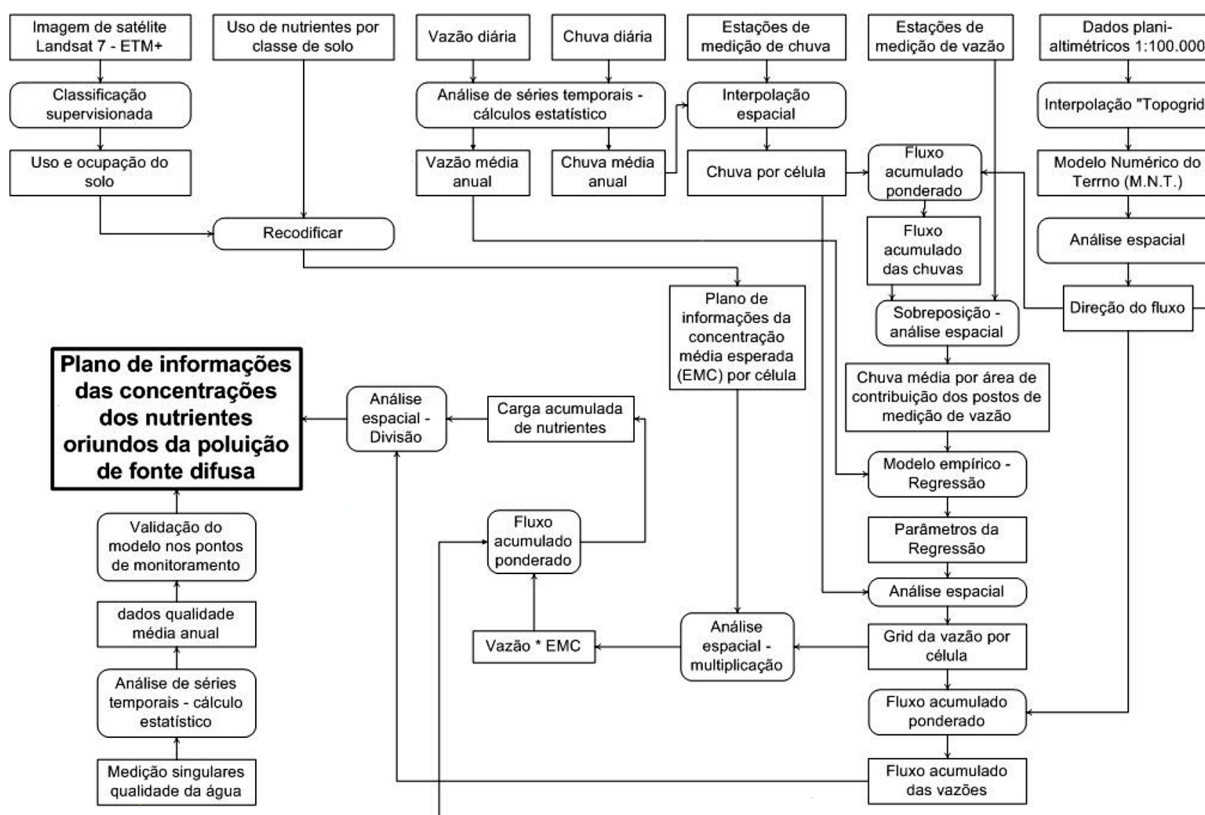 Imagem de satélite
Landsat 7 - ETM+
Uso de nutrientes por
classe de solo
Vazão diária
Chuva diária
Estações de
medição de chuva
Estações de
medição de vazão
Dados plani-
altimétricos 1:100.000
Classificação
supervisionada
Análise de séries temporais -
cálculos estatístico
Interpolação
espacial
Interpolação "Topogrid
Uso e ocupação do
solo
Vazão média
anual
Chuva média
anual
Chuva por célula
Fluxo
acumulado
ponderado
Modelo Numérico do
Terrno (M.N.T.)
Recodificar
Fluxo
acumulado
das chuvas
Análise espacial
Plano de
informações da
concentração
média esperada
(EMC) por célula
Sobreposição -
análise espacial
Direção do fluxo
Plano de informações
das concentrações
dos nutrientes
oriundos da poluição
de fonte difusa
Análise
espacial -
Divisão
Carga acumulada
de nutrientes
Chuva média por área de
contribuição dos postos de
medição de vazão
Modelo empírico -
Regressão
Validação do
modelo nos pontos
de monitoramento
Fluxo
acumulado
ponderado
Parâmetros da
Regressão
Análise espacial
dados qualidade
média anual
Vazão * EMC
Análise
espacial -
multiplicação
Grid da vazão por
célula
Análise de séries
temporais - cálculo
estatístico
Fluxo acumulado
ponderado
Medição singulares
qualidade da água
Fluxo acumulado
das vazões